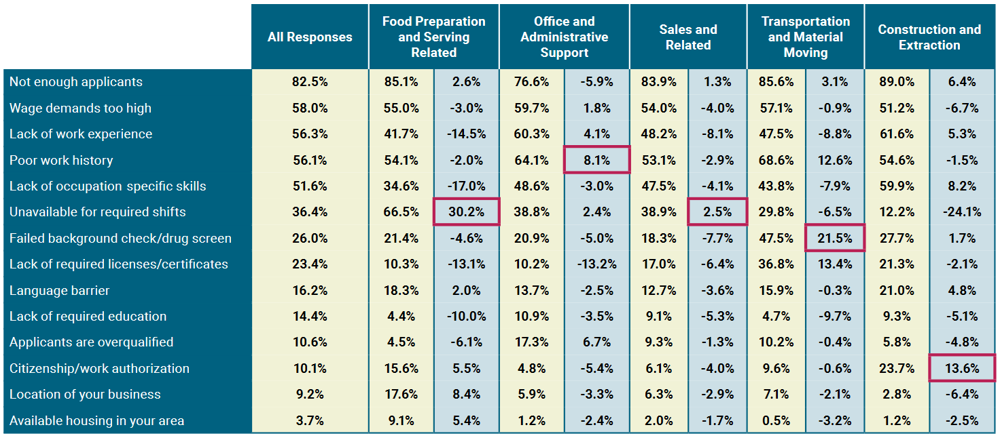 All Responses
Food Preparation
and Serving
Related
Office and
Administrative
Support
Sales and
Related
Transportation
and Material
Moving
Construction and
Extraction
Not enough applicants 82.5% 85.1% 2.6% 76.6% -5.9% 83.9% 1.3% 85.6% 3.1% 89.0% 6.4%
Wage demands too high 58.0% 55.0% -3.0% 59.7% 1.8% 54.0% -4.0% 57.1% -0.9% 51.2% -6.7%
Lack of work experience 56.3% 41.7% -14.5% 60.3% 4.1% 48.2% -8.1% 47.5% -8.8% 61.6% 5.3%
Poor work history 56.1% 54.1% -2.0% 64.1% 8.1% 53.1% -2.9% 68.6% 12.6% 54.6% -1.5%
Lack of occupation specific skills 51.6% 34.6% -17.0% 48.6% -3.0% 47.5% -4.1% 43.8% -7.9% 59.9% 8.2%
Unavailable for required shifts 36.4% 66.5% 30.2% 38.8% 2.4% 38.9% 2.5% 29.8% -6.5% 12.2% -24.1%
Failed background check/drug screen 26.0% 21.4% -4.6% 20.9% -5.0% 18.3% -7.7% 47.5% 21.5% 27.7% 1.7%
Lack of required licenses/certificates 23.4% 10.3% -13.1% 10.2% -13.2% 17.0% -6.4% 36.8% 13.4% 21.3% -2.1%
Language barrier 16.2% 18.3% 2.0% 13.7% -2.5% 12.7% -3.6% 15.9% -0.3% 21.0% 4.8%
Lack of required education 14.4% 4.4% -10.0% 10.9% -3.5% 9.1% -5.3% 4.7% -9.7% 9.3% -5.1%
Applicants are overqualified 10.6% 4.5% -6.1% 17.3% 6.7% 9.3% -1.3% 10.2% -0.4% 5.8% -4.8%
Citizenship/work authorization 10.1% 15.6% 5.5% 4.8% -5.4% 6.1% -4.0% 9.6% -0.6% 23.7% 13.6%
Location of your business 9.2% 17.6% 8.4% 5.9% -3.3% 6.3% -2.9% 7.1% -2.1% 2.8% -6.4%
Available housing in your area 3.7% 9.1% 5.4% 1.2% -2.4% 2.0% -1.7% 0.5% -3.2% 1.2% -2.5%